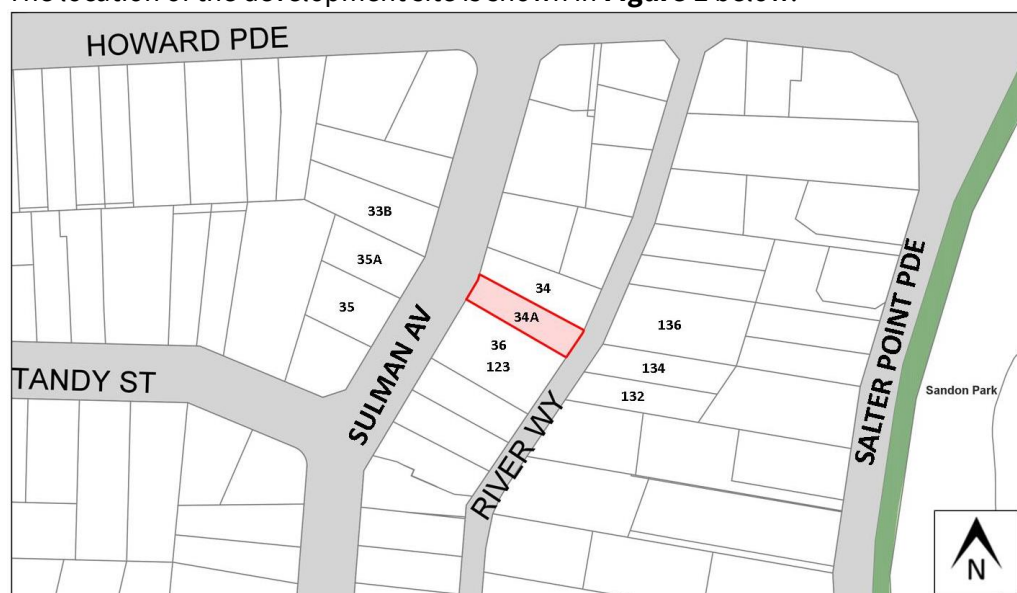 The location of the development site is shown in Figure 1 below.
HOWARD PDE
33B
35A
35
34
34A
36
123
136
134
132
SULMAN AV
TANDY ST
RIVER WY
SALTER POINT PDE
Sandon Park
N